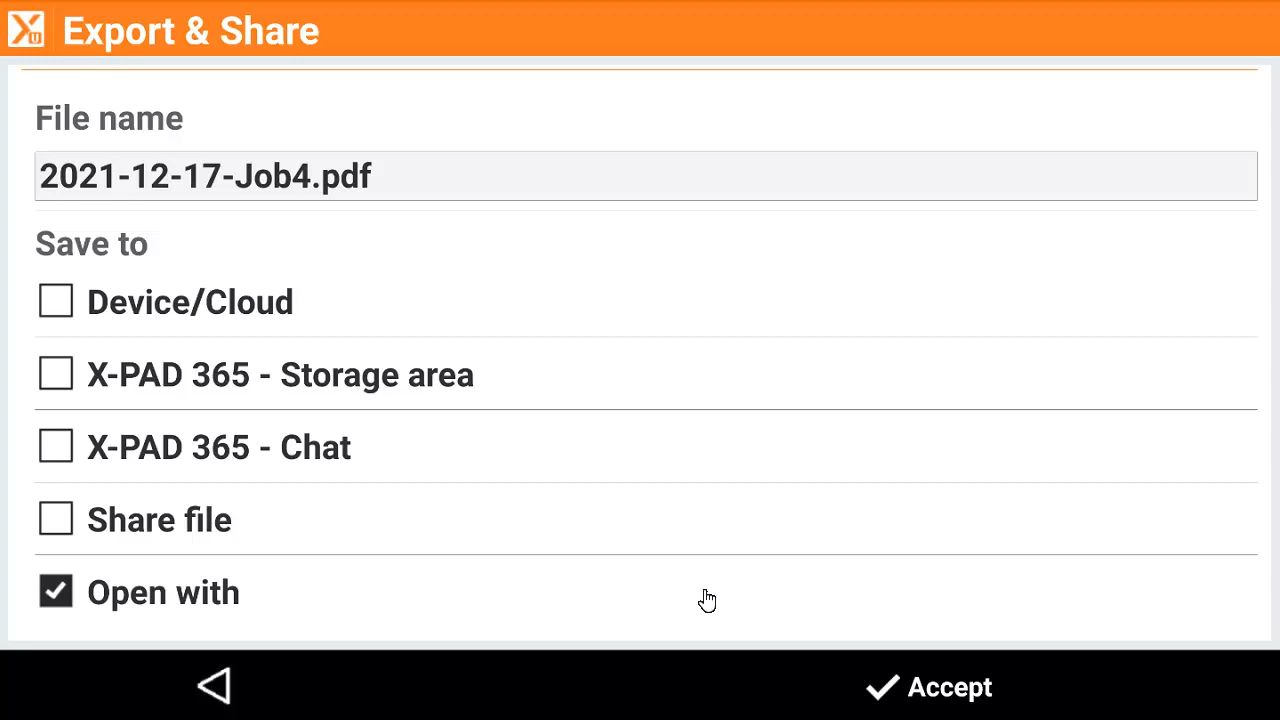 Export & Share
File name
2021-12-17-Job4.pdf
Save to
Device/Cloud
X-PAD 365 - Storage area
X-PAD 365 - Chat
Share file
Open with
Accept